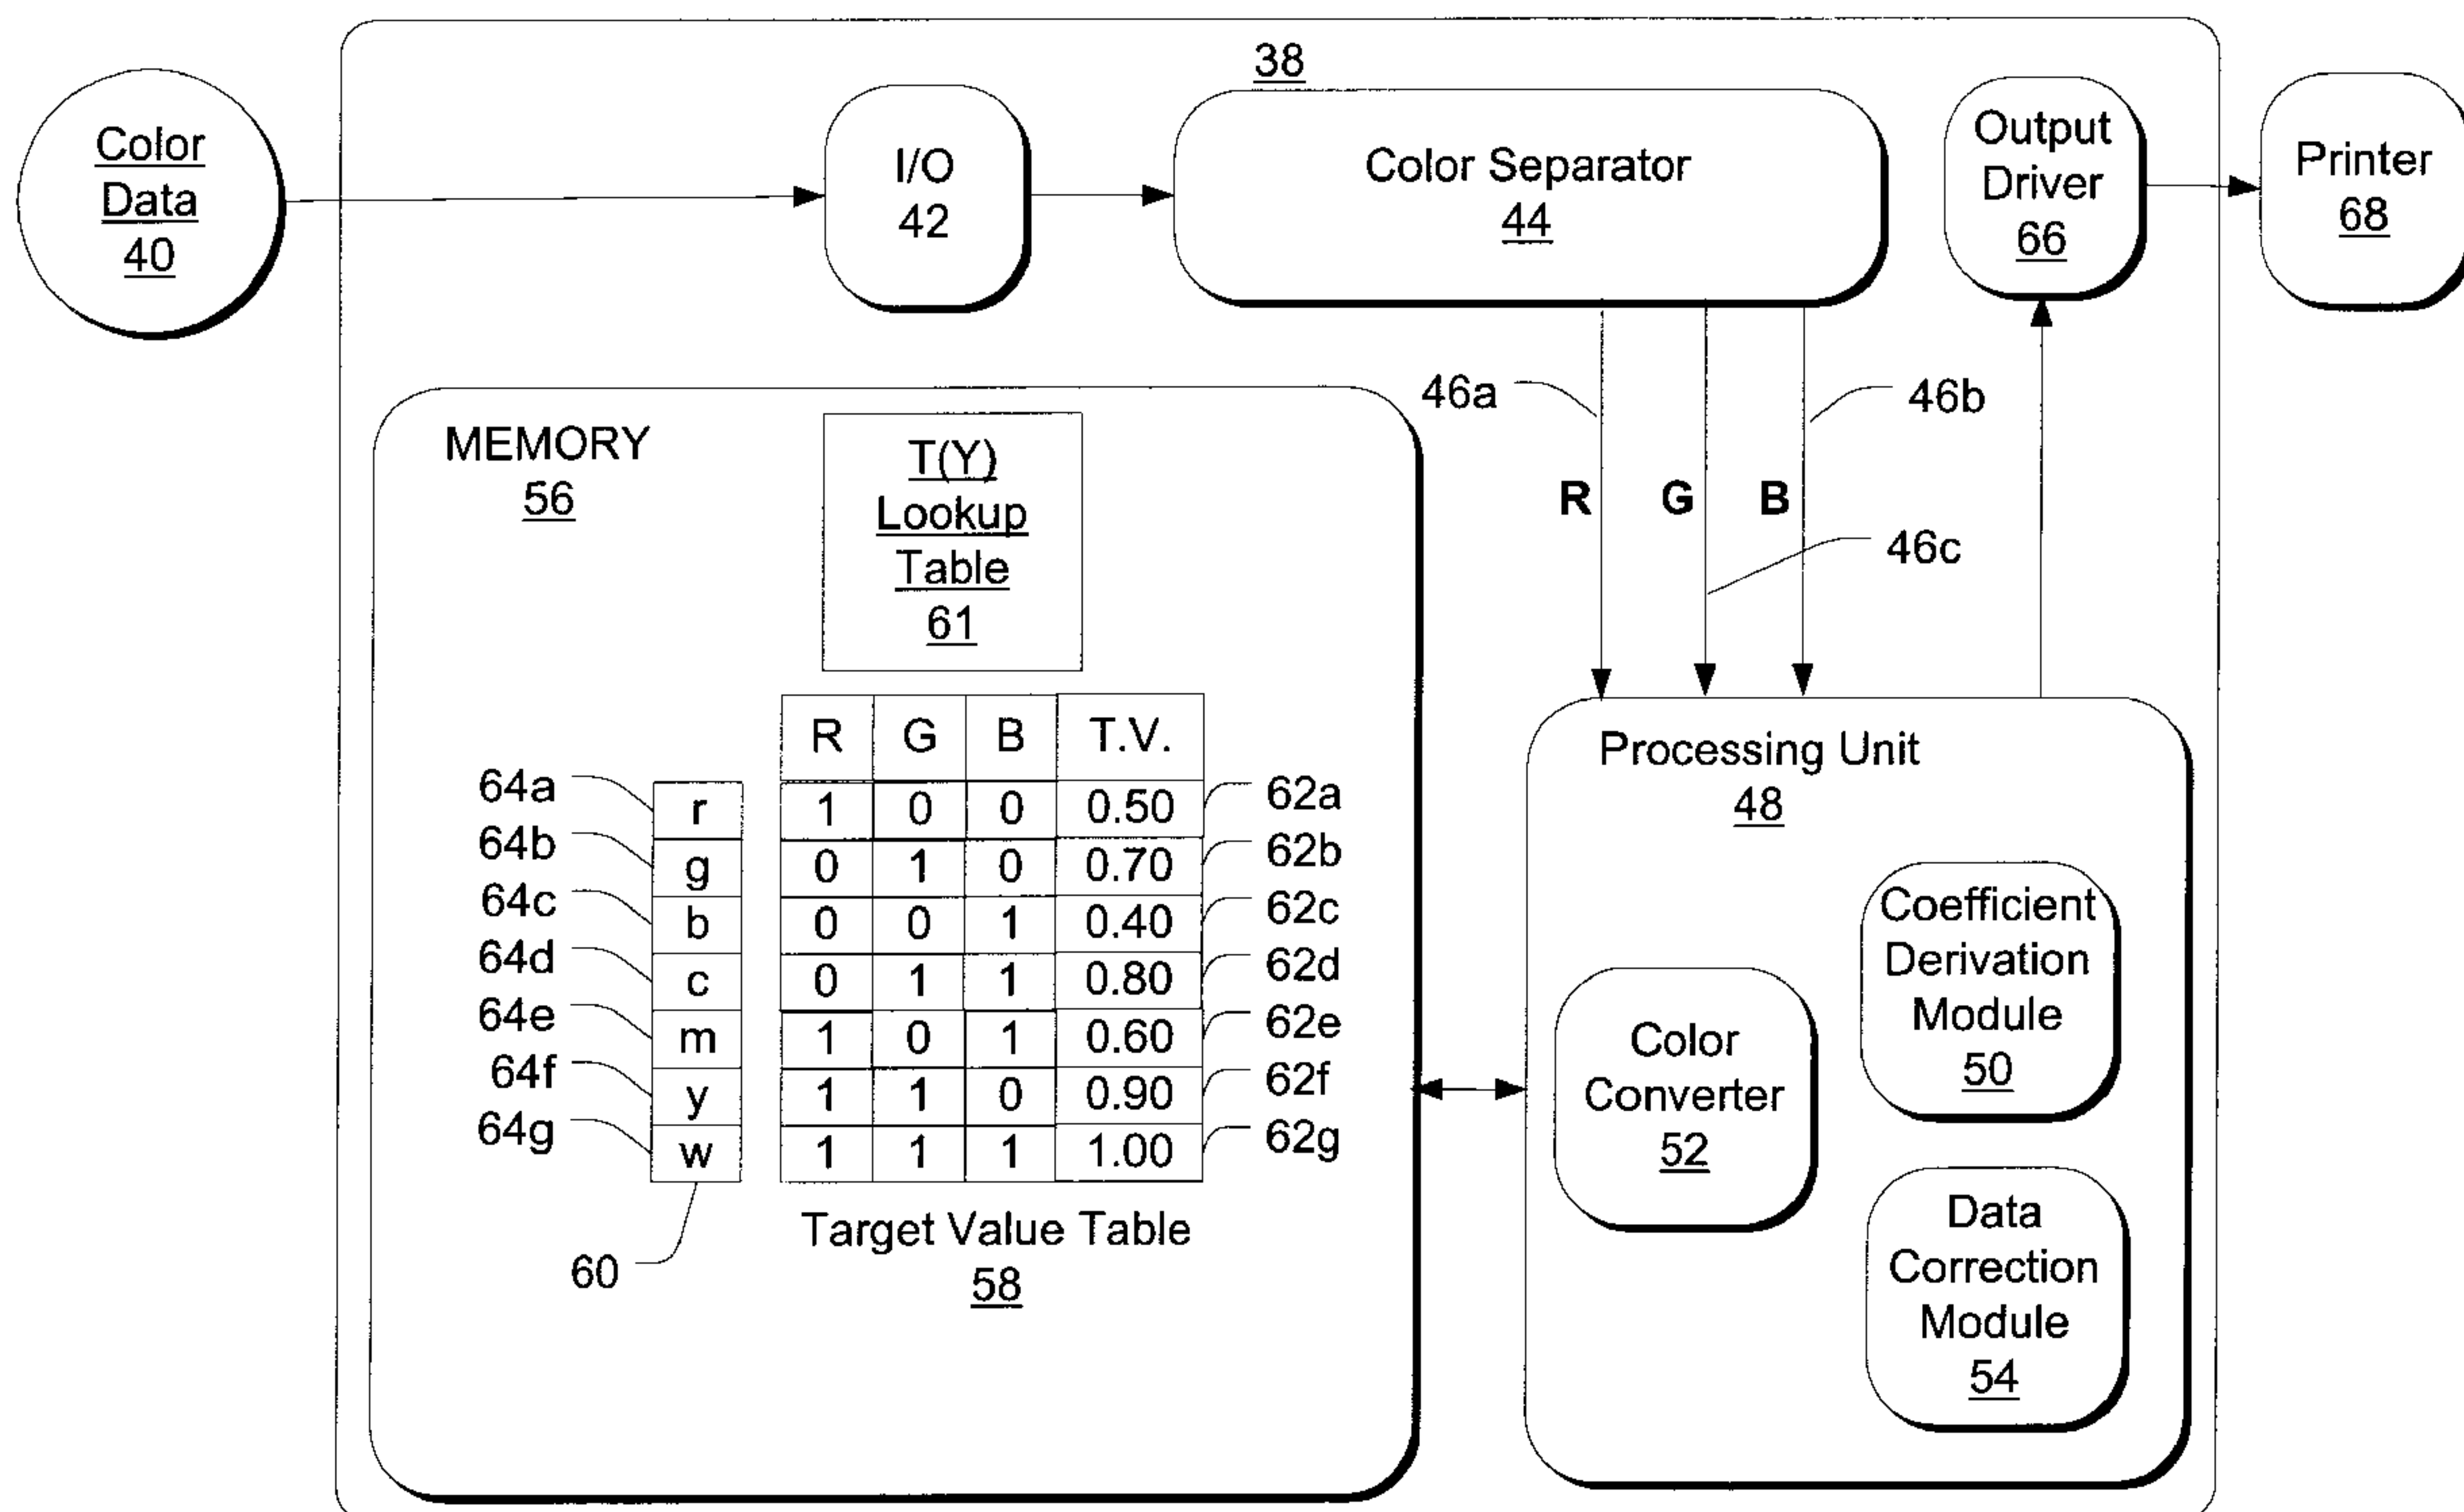 38
Color
Data
40
I/O
42
Color Separator
44
Output
Driver
66
Printer
68
46a
46b
R G B
46c
MEMORY
56
T(Y)
Lookup
Table
61
R G B T.V.
64a r 1 0 0 0.50 62a
64b g 0 1 0 0.70 62b
64c b 0 0 1 0.40 62c
64d c 0 1 1 0.80 62d
64e m 1 0 1 0.60 62e
64f y 1 1 0 0.90 62f
64g w 1 1 1 1.00 62g
60
Target Value Table
58
Processing Unit
48
Coefficient
Derivation
Module
50
Color
Converter
52
Data
Correction
Module
54